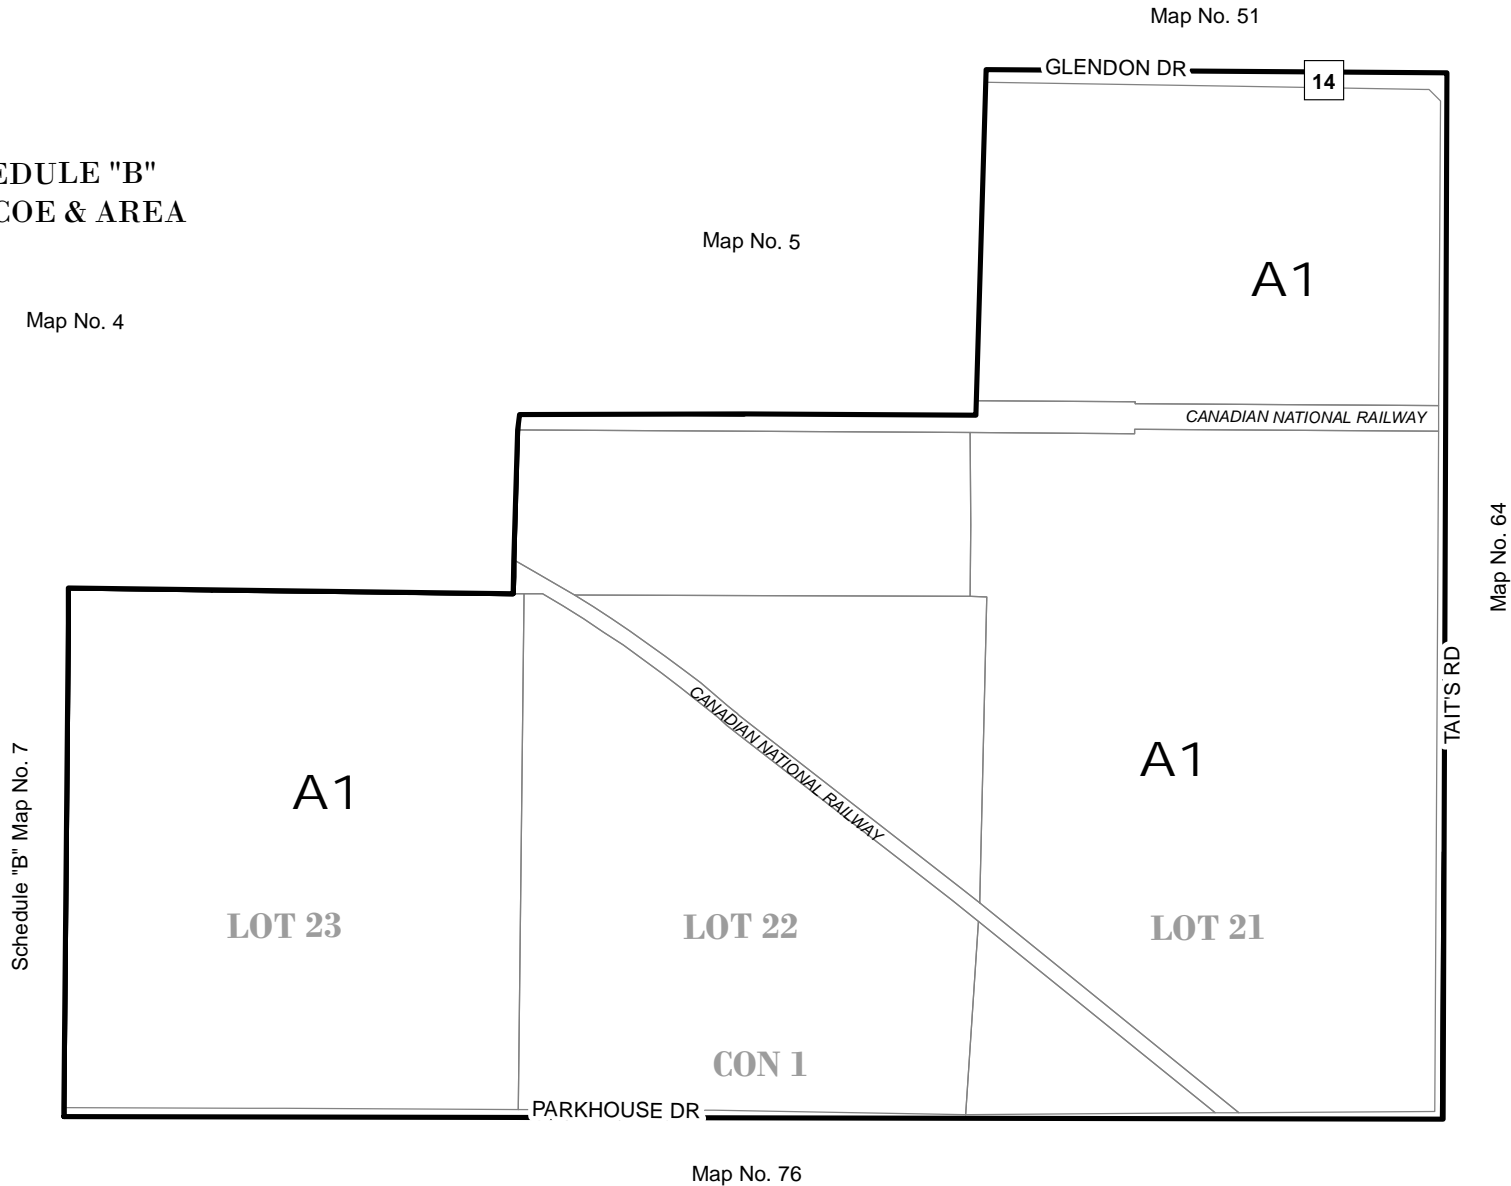 Map No. 51
GLENDON DR
14
EDULE "B"
COE & AREA
Map No. 5
A1
Map No. 4
CANADIAN NATIONAL RAILWAY
Map No. 64
TAIT'S RD
CANADIAN NATIONAL RAILWAY
A1
A1
Schedule "B" Map No. 7
LOT 23
LOT 22
LOT 21
CON 1
PARKHOUSE DR
Map No. 76